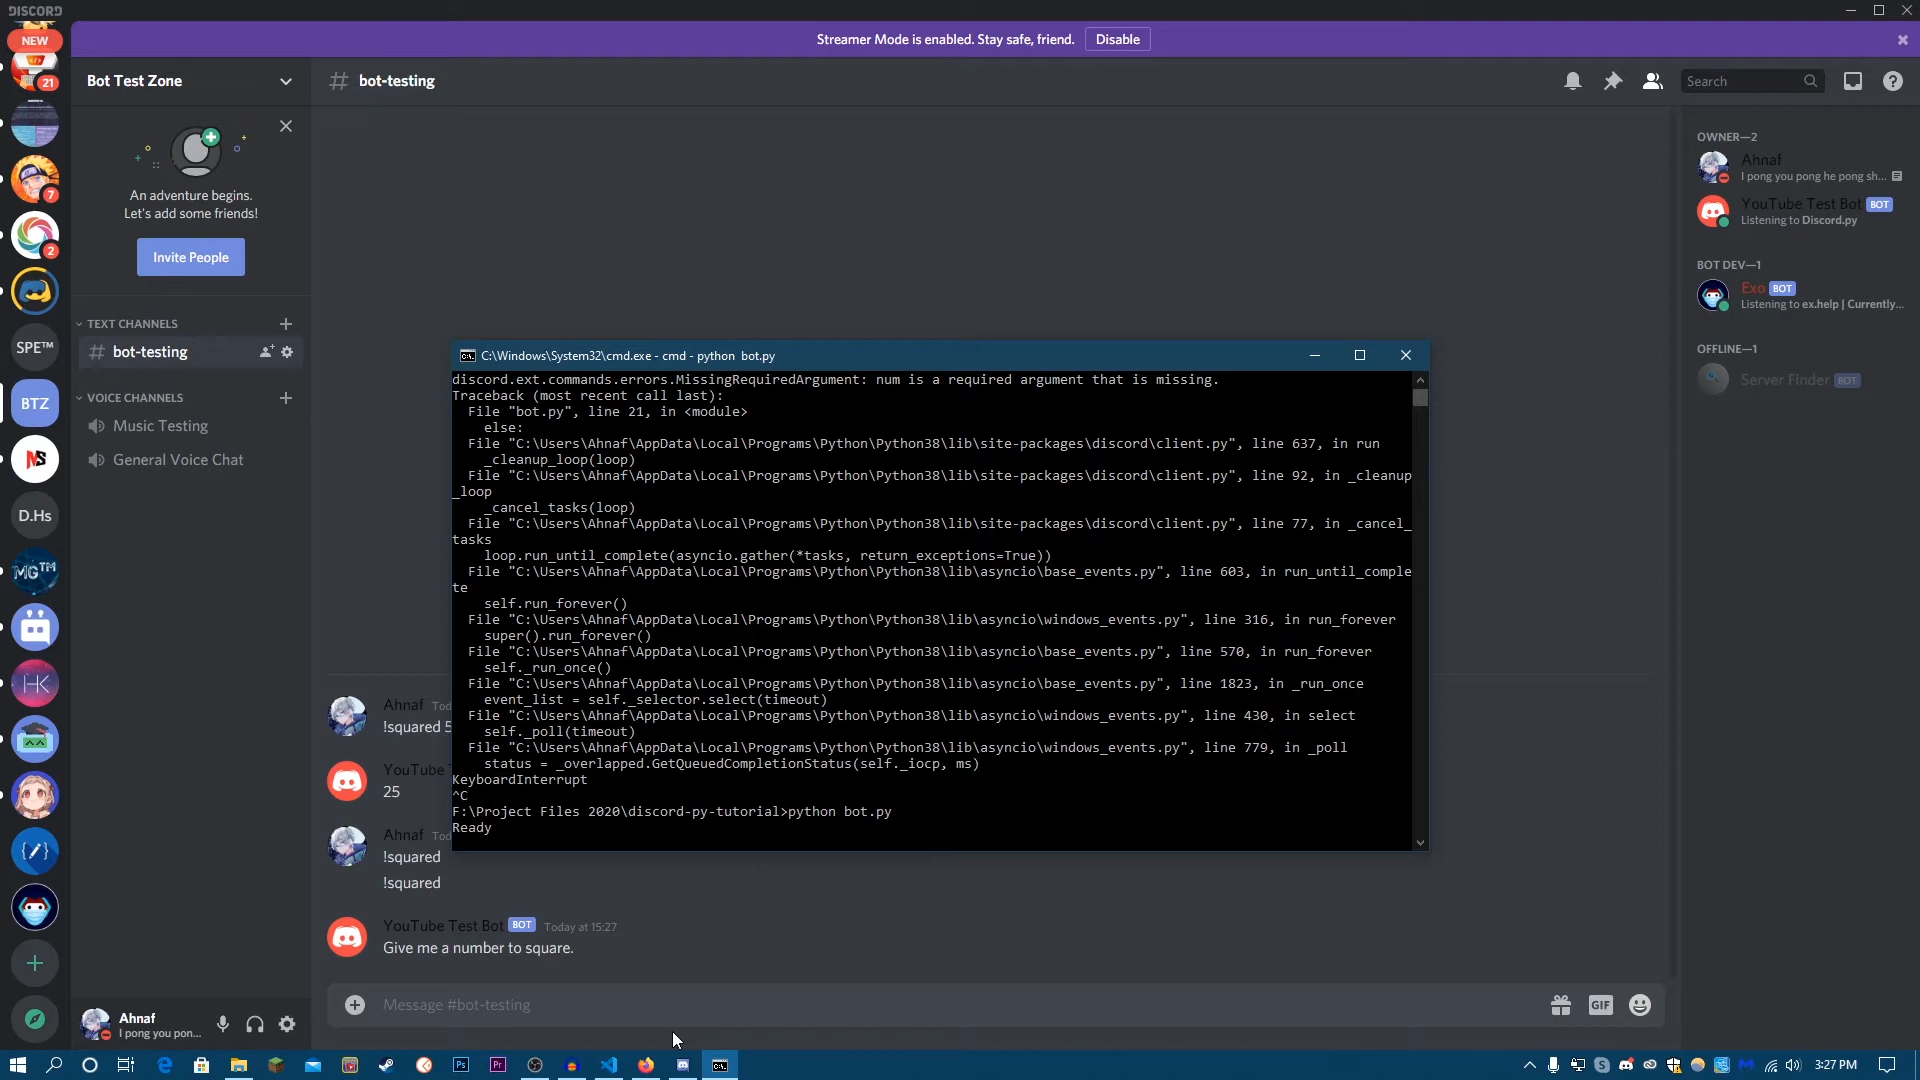 DISCORD
Streamer Mode is enabled. Stay safe, friend. Disable
NEW
21
7
2
SPE™
BTZ
D.Hs
MG™
HK
Bot Test Zone
An adventure begins.
Let's add some friends!
Invite People
TEXT CHANNELS
bot-testing
VOICE CHANNELS
Music Testing
General Voice Chat
Ahnaf
I pong you pon...
# bot-testing
Search
C:\Windows\System32\cmd.exe - cmd - python  bot.py
discord.ext.commands.errors.MissingRequiredArgument: num is a required argument that is missing.
Traceback (most recent call last):
File "bot.py", line 21, in <module>
else:
File "C:\Users\Ahnaf\AppData\Local\Programs\Python\Python38\lib\site-packages\discord\client.py", line 637, in run
_cleanup_loop(loop)
File "C:\Users\Ahnaf\AppData\Local\Programs\Python\Python38\lib\site-packages\discord\client.py", line 92, in _cleanup
_loop
_cancel_tasks(loop)
File "C:\Users\Ahnaf\AppData\Local\Programs\Python\Python38\lib\site-packages\discord\client.py", line 77, in _cancel_
tasks
loop.run_until_complete(asyncio.gather(*tasks, return_exceptions=True))
File "C:\Users\Ahnaf\AppData\Local\Programs\Python\Python38\lib\asyncio\base_events.py", line 603, in run_until_comple
te
self.run_forever()
File "C:\Users\Ahnaf\AppData\Local\Programs\Python\Python38\lib\asyncio\windows_events.py", line 316, in run_forever
super().run_forever()
File "C:\Users\Ahnaf\AppData\Local\Programs\Python\Python38\lib\asyncio\base_events.py", line 570, in run_forever
self._run_once()
File "C:\Users\Ahnaf\AppData\Local\Programs\Python\Python38\lib\asyncio\base_events.py", line 1823, in _run_once
event_list = self._selector.select(timeout)
File "C:\Users\Ahnaf\AppData\Local\Programs\Python\Python38\lib\asyncio\windows_events.py", line 430, in select
self._poll(timeout)
File "C:\Users\Ahnaf\AppData\Local\Programs\Python\Python38\lib\asyncio\windows_events.py", line 779, in _poll
status = _overlapped.GetQueuedCompletionStatus(self._iocp, ms)
KeyboardInterrupt
^C
F:\Project Files 2020\discord-py-tutorial>python bot.py
Ready
Ahnaf Tod
!squared 5
YouTube
25
Ahnaf Tod
!squared
!squared
YouTube Test Bot BOT Today at 15:27
Give me a number to square.
Message #bot-testing
GIF
OWNER—2
Ahnaf
I pong you pong he pong sh...
YouTube Test Bot BOT
Listening to Discord.py
BOT DEV—1
Exo BOT
Listening to ex.help | Currently...
OFFLINE—1
Server Finder BOT
Ps
Pr
3:27 PM